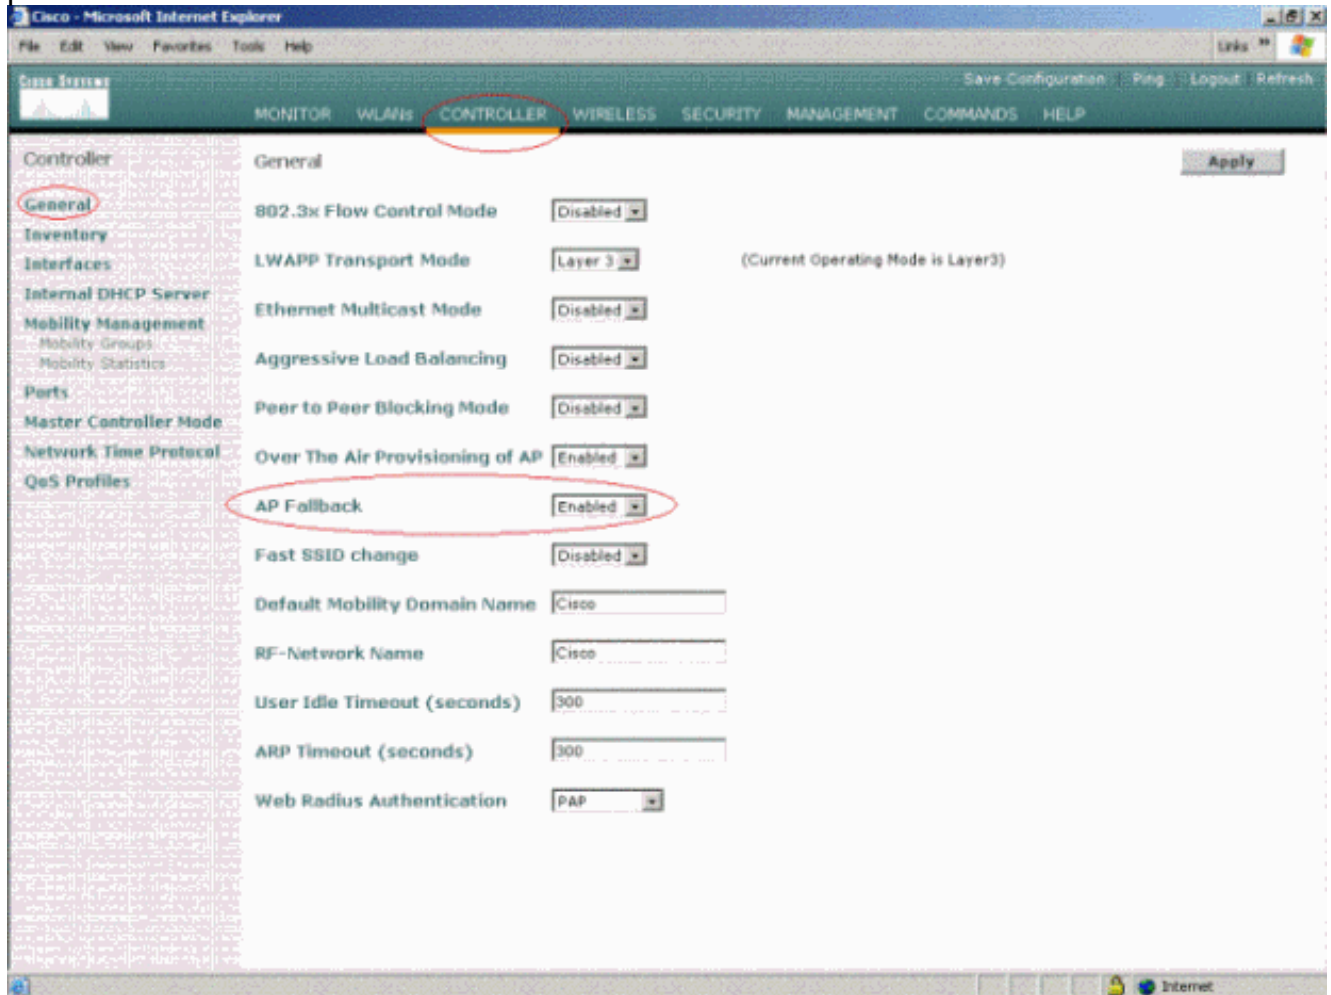 Cisco - Microsoft Internet Explorer
File Edit View Favorites Tools Help
Links »
Cisco Systems
Save Configuration Ping Logout Refresh
MONITOR WLANs CONTROLLER WIRELESS SECURITY MANAGEMENT COMMANDS HELP
Controller
General
Inventory
Interfaces
Internal DHCP Server
Mobility Management
Mobility Groups
Mobility Statistics
Ports
Master Controller Mode
Network Time Protocol
QoS Profiles
General
Apply
802.3x Flow Control Mode Disabled
LWAPP Transport Mode Layer 3 (Current Operating Mode is Layer3)
Ethernet Multicast Mode Disabled
Aggressive Load Balancing Disabled
Peer to Peer Blocking Mode Disabled
Over The Air Provisioning of AP Enabled
AP Fallback Enabled
Fast SSID change Disabled
Default Mobility Domain Name Cisco
RF-Network Name Cisco
User Idle Timeout (seconds) 300
ARP Timeout (seconds) 300
Web Radius Authentication PAP
Internet